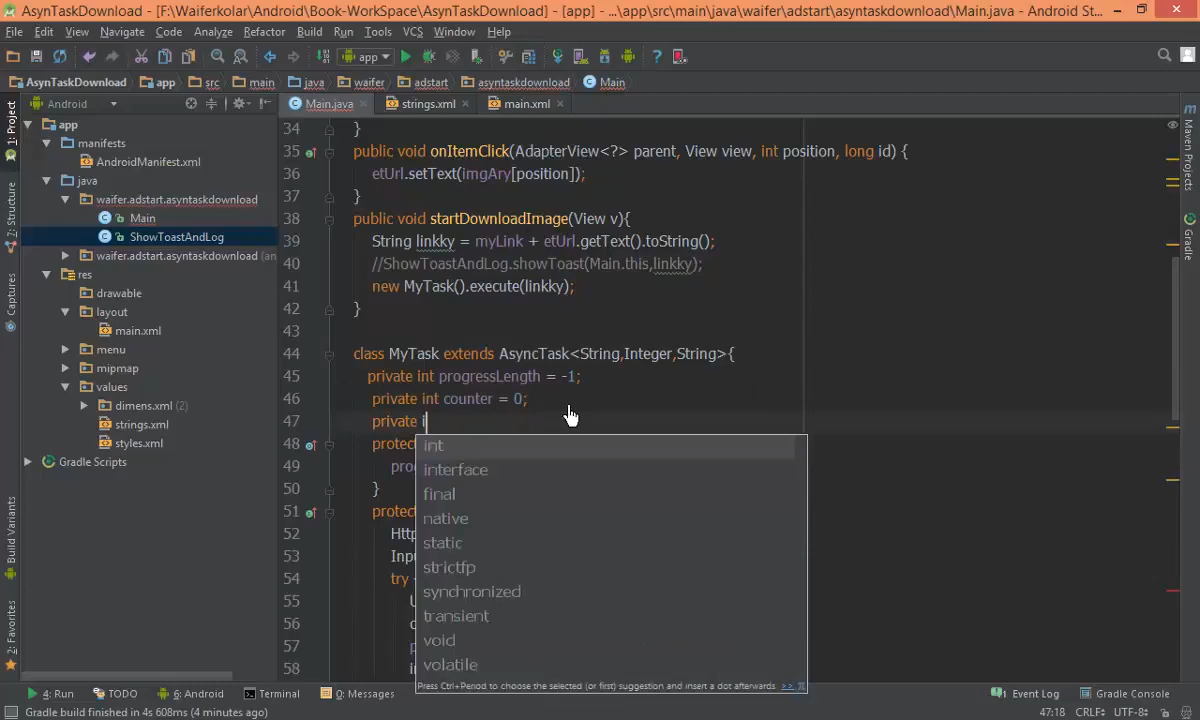 AsynTaskDownload - [F:\Waiferkolar\Android\Book-WorkSpace\AsynTaskDownload] - [app] - ...\app\src\main\java\waifer\adstart\asyntaskdownload\Main.java - Android St...
File Edit View Navigate Code Analyze Refactor Build Run Tools VCS Window Help
app
AsynTaskDownload app src main java waifer adstart asyntaskdownload Main
Android Main.java strings.xml main.xml
1: Project
7: Structure
Captures
Build Variants
2: Favorites
app
manifests
AndroidManifest.xml
java
waifer.adstart.asyntaskdownload
Main
ShowToastAndLog
waifer.adstart.asyntaskdownload (an
res
drawable
layout
main.xml
menu
mipmap
values
dimens.xml (2)
strings.xml
styles.xml
Gradle Scripts
34 }
35 public void onItemClick(AdapterView<?> parent, View view, int position, long id) {
36 etUrl.setText(imgAry[position]);
37 }
38 public void startDownloadImage(View v){
39 String linkky = myLink + etUrl.getText().toString();
40 //ShowToastAndLog.showToast(Main.this,linkky);
41 new MyTask().execute(linkky);
42 }
43
44 class MyTask extends AsyncTask<String,Integer,String>{
45 private int progressLength = -1;
46 private int counter = 0;
47 private i
48 protec
49 pro
50 }
51 protec
52 Http
53 Inpu
54 try
55 U
56 c
57 p
58 in
int
interface
final
native
static
strictfp
synchronized
transient
void
volatile
Press Ctrl+Period to choose the selected (or first) suggestion and insert a dot afterwards >> π
Maven Projects
Gradle
4: Run TODO 6: Android Terminal 0: Messages Event Log Gradle Console
Gradle build finished in 4s 608ms (4 minutes ago) 47:18 CRLF÷ UTF-8÷